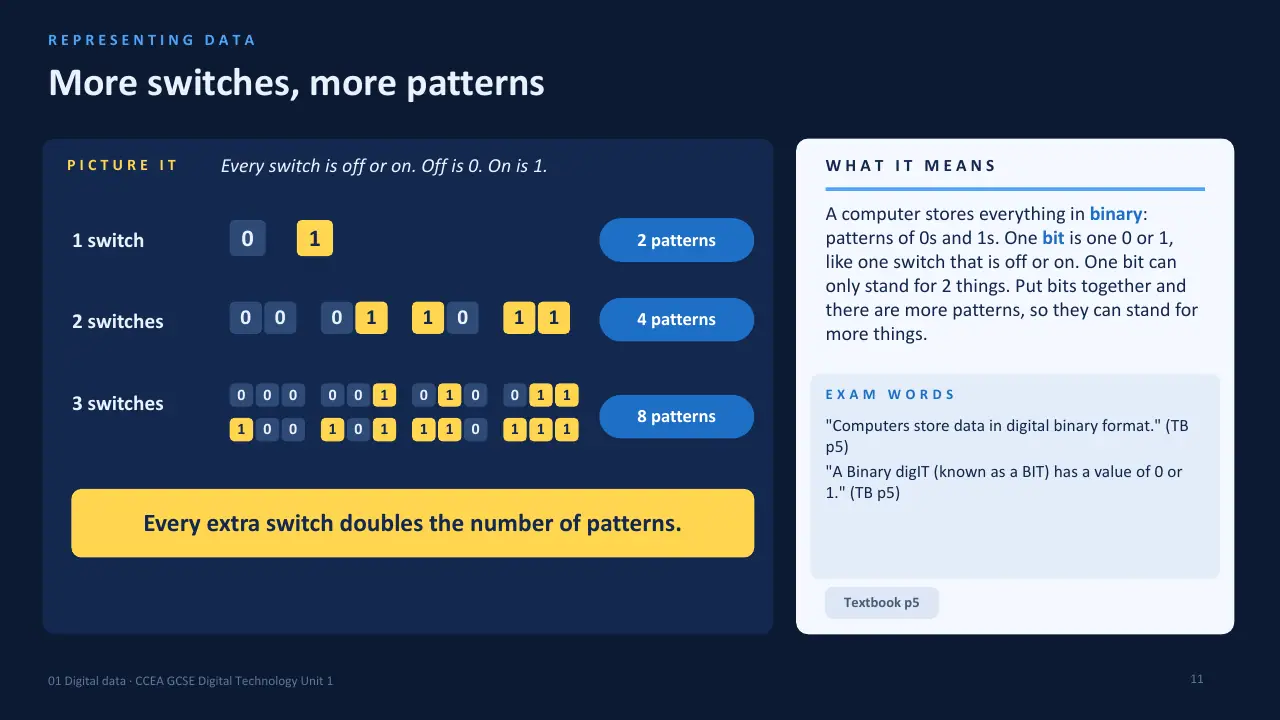 REPRESENTING DATA
More switches, more patterns
PICTURE IT
Every switch is off or on. Off is 0. On is 1.
1 switch
0 1
2 patterns
2 switches
0 0 0 1 1 0 1 1
4 patterns
3 switches
0 0 0 0 0 1 0 1 0 0 1 1
1 0 0 1 0 1 1 1 0 1 1 1
8 patterns
Every extra switch doubles the number of patterns.
WHAT IT MEANS
A computer stores everything in binary:
patterns of 0s and 1s. One bit is one 0 or 1,
like one switch that is off or on. One bit can
only stand for 2 things. Put bits together and
there are more patterns, so they can stand for
more things.
EXAM WORDS
"Computers store data in digital binary format." (TB
p5)
"A Binary digIT (known as a BIT) has a value of 0 or
1." (TB p5)
Textbook p5
01 Digital data · CCEA GCSE Digital Technology Unit 1
11